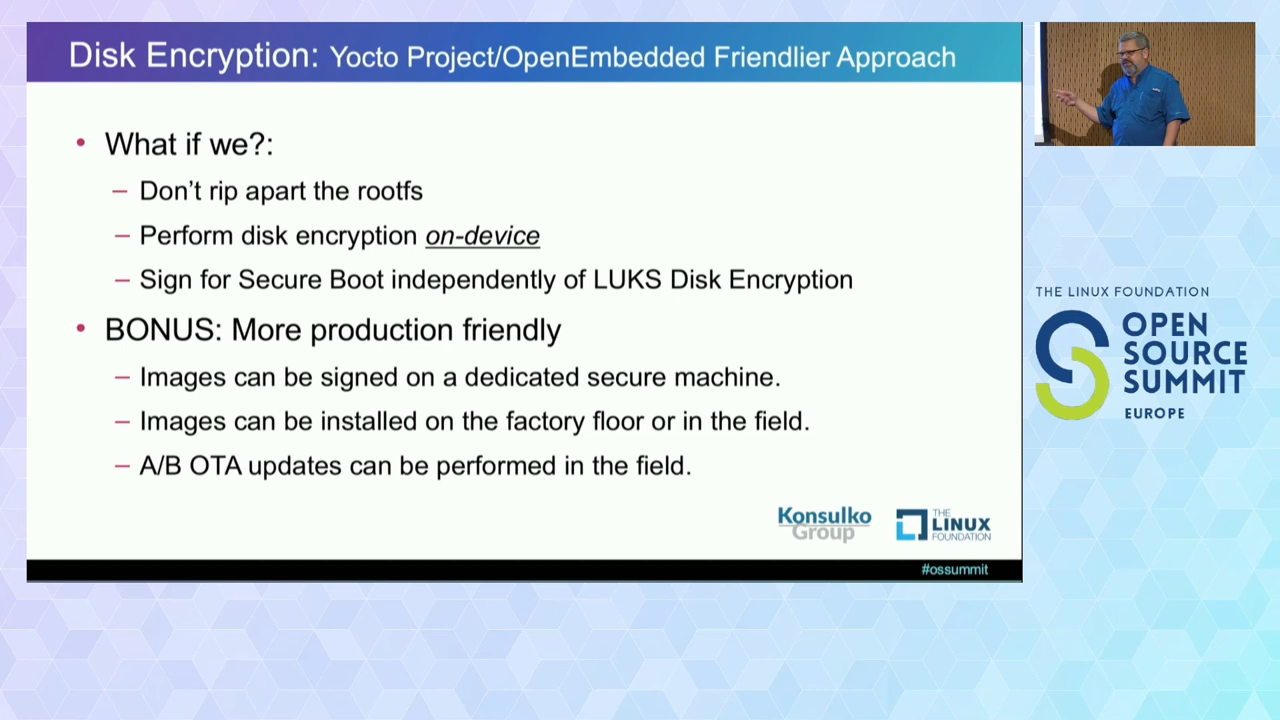 Disk Encryption: Yocto Project/OpenEmbedded Friendlier Approach
• What if we?:
– Don’t rip apart the rootfs
– Perform disk encryption on-device
– Sign for Secure Boot independently of LUKS Disk Encryption
• BONUS: More production friendly
– Images can be signed on a dedicated secure machine.
– Images can be installed on the factory floor or in the field.
– A/B OTA updates can be performed in the field.
Konsulko
Group
THE
LINUX
FOUNDATION
#ossummit
THE LINUX FOUNDATION
OPEN
SOURCE
SUMMIT
EUROPE